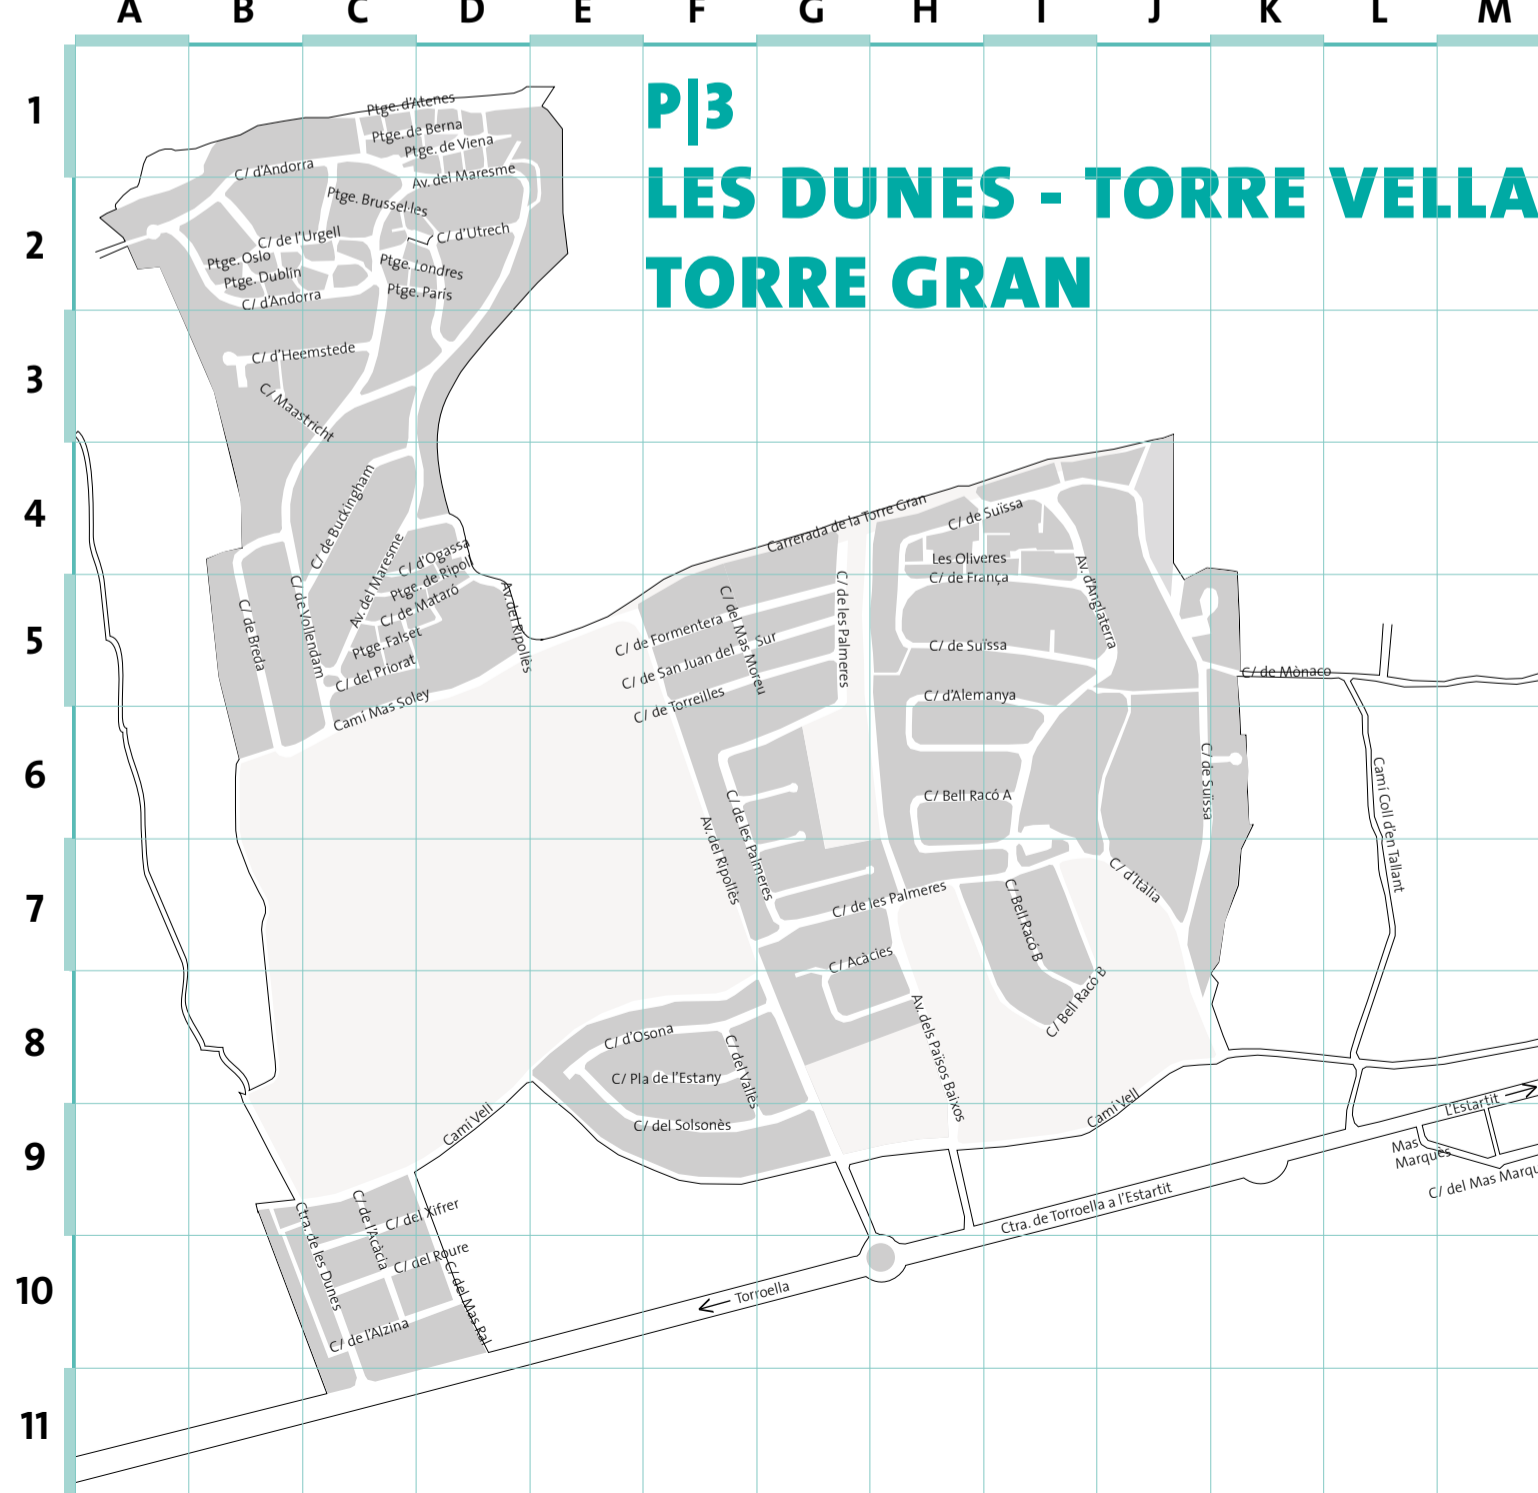 A B C D E F G H I J K L M
1
2
3
4
5
6
7
8
9
10
11
P|3
LES DUNES - TORRE VELLA
TORRE GRAN
Ptge. d'Atenes
Ptge. de Berna
Ptge. de Viena
C/ d'Andorra
Av. del Maresme
Ptge. Brussel·les
C/ de l'Urgell
C/ d'Utrech
Ptge. Oslo
Ptge. Londres
Ptge. Dublín
Ptge. París
C/ d'Andorra
C/ d'Heemstede
C/ Maastricht
C/ de Buckingham
Av. del Maresme
C/ d'Ogassa
Ptge. de Ripoll
C/ de Mataró
C/ de Vollendam
C/ de Breda
Ptge. Falset
C/ del Priorat
Av. del Ripollès
Camí Mas Soley
Carrerada de la Torre Gran
C/ de Suïssa
Les Oliveres
C/ de França
Av. d'Anglaterra
C/ de les Palmeres
C/ del Mas Moreu
C/ de Formentera
C/ de San Juan del Sur
C/ de Torreilles
C/ de Suïssa
C/ d'Alemanya
C/ de Mònaco
C/ de Suïssa
Camí Coll d'en Tallant
C/ Bell Racó A
C/ de les Palmeres
Av. del Ripollès
C/ de les Palmeres
C/ d'Itàlia
C/ Bell Racó B
C/ Acàcies
C/ Bell Racó B
Av. dels Països Baixos
C/ d'Osona
C/ Pla de l'Estany
C/ del Vallès
C/ del Solsonès
Camí Vell
Camí Vell
L'Estartit
Mas
Marquès
C/ del Mas Marqu
Ctra. de Torroella a l'Estartit
C/ de l'Acàcia
C/ del Xifrer
Ctra. de les Dunes
C/ del Roure
C/ del Mas Ral
C/ de l'Alzina
Torroella